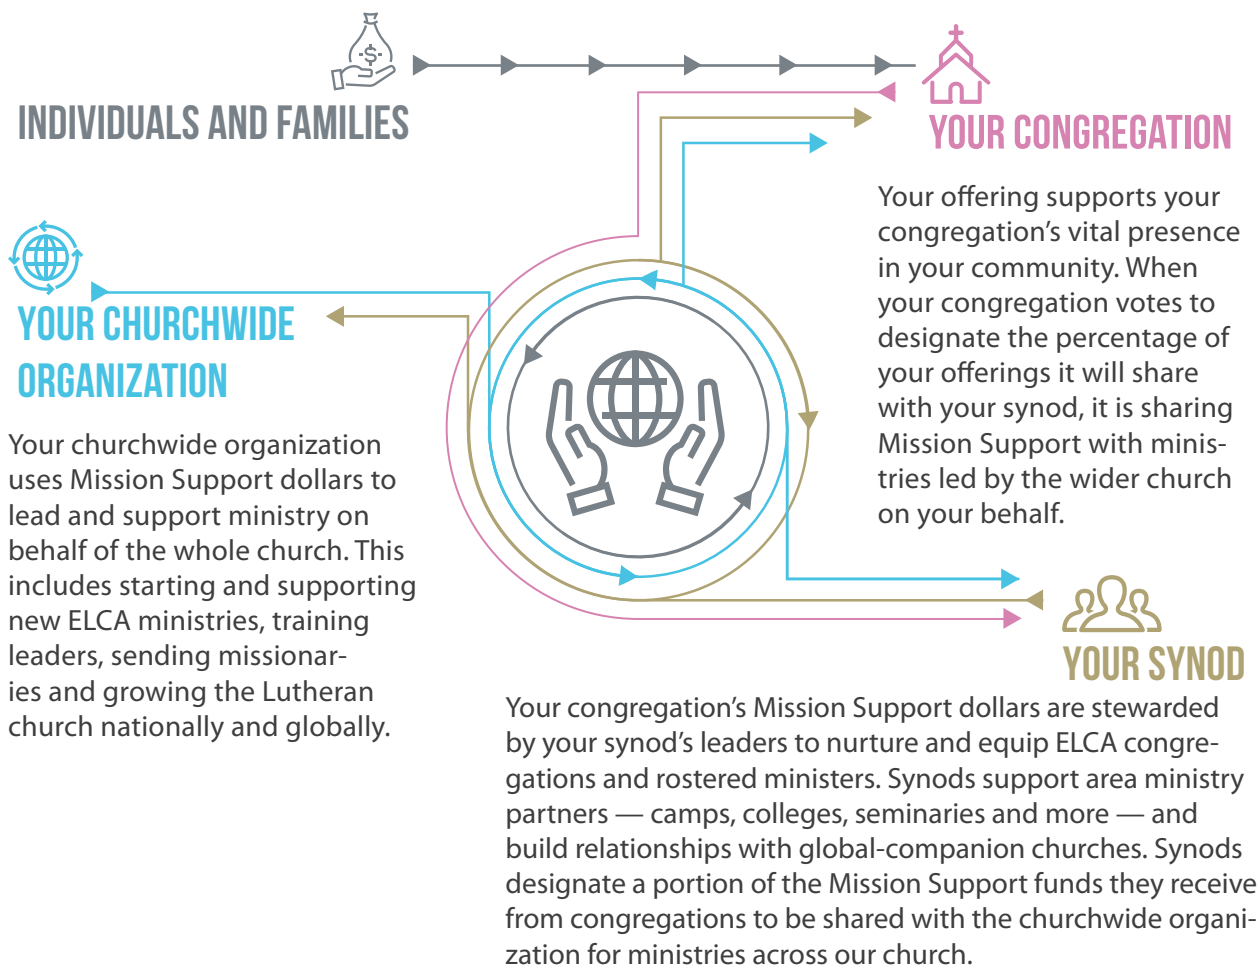 $
INDIVIDUALS AND FAMILIES
YOUR CONGREGATION
Your offering supports your
congregation’s vital presence
in your community. When
your congregation votes to
designate the percentage of
your offerings it will share
with your synod, it is sharing
Mission Support with minis-
tries led by the wider church
on your behalf.
YOUR CHURCHWIDE
ORGANIZATION
Your churchwide organization
uses Mission Support dollars to
lead and support ministry on
behalf of the whole church. This
includes starting and supporting
new ELCA ministries, training
leaders, sending missionar-
ies and growing the Lutheran
church nationally and globally.
YOUR SYNOD
Your congregation’s Mission Support dollars are stewarded
by your synod’s leaders to nurture and equip ELCA congre-
gations and rostered ministers. Synods support area ministry
partners — camps, colleges, seminaries and more — and
build relationships with global-companion churches. Synods
designate a portion of the Mission Support funds they receive
from congregations to be shared with the churchwide organi-
zation for ministries across our church.